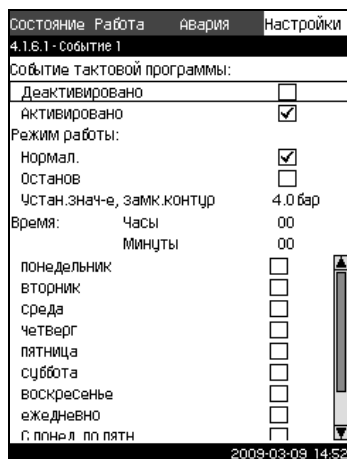 Состояние Работа Авария Настройки
4.1.6.1 - Событие 1
Событие тактовой программы:
Деактивировано
Активировано
Режим работы:
Нормал.
Останов
Устан.знач-е, замк.контур 4.0 бар
Время: Часы 00
Минуты 00
понедельник
вторник
среда
четверг
пятница
суббота
воскресенье
ежедневно
С понед. по пятн
2009-03-09 14:52